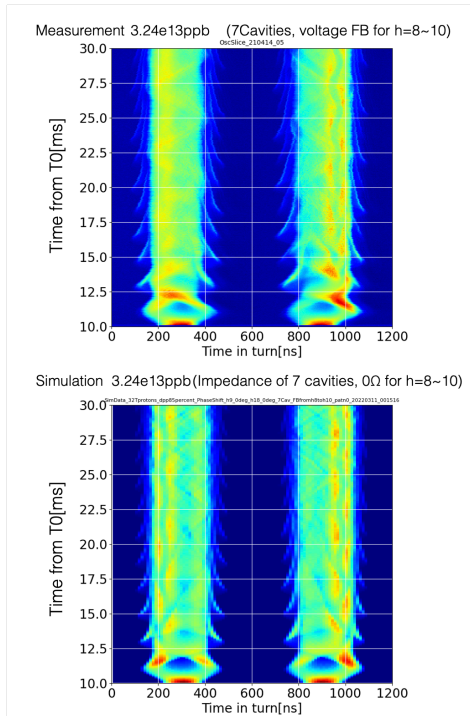 Measurement 3.24e13ppb (7Cavities, voltage FB for h=8~10)
OscSlice_210414_05
30.0
27.5
25.0
22.5
20.0
17.5
15.0
12.5
10.0
Time from T0[ms]
0 200 400 600 800 1000 1200
Time in turn[ns]
Simulation 3.24e13ppb(Impedance of 7 cavities, 0Ω for h=8~10)
SimData_32Tprotons_dpp85percent_PhaseShift_h9_0deg_h18_0deg_7Cav_FBfromh8toh10_patn0_20220311_001516
30.0
27.5
25.0
22.5
20.0
17.5
15.0
12.5
10.0
Time from T0[ms]
0 200 400 600 800 1000 1200
Time in turn[ns]